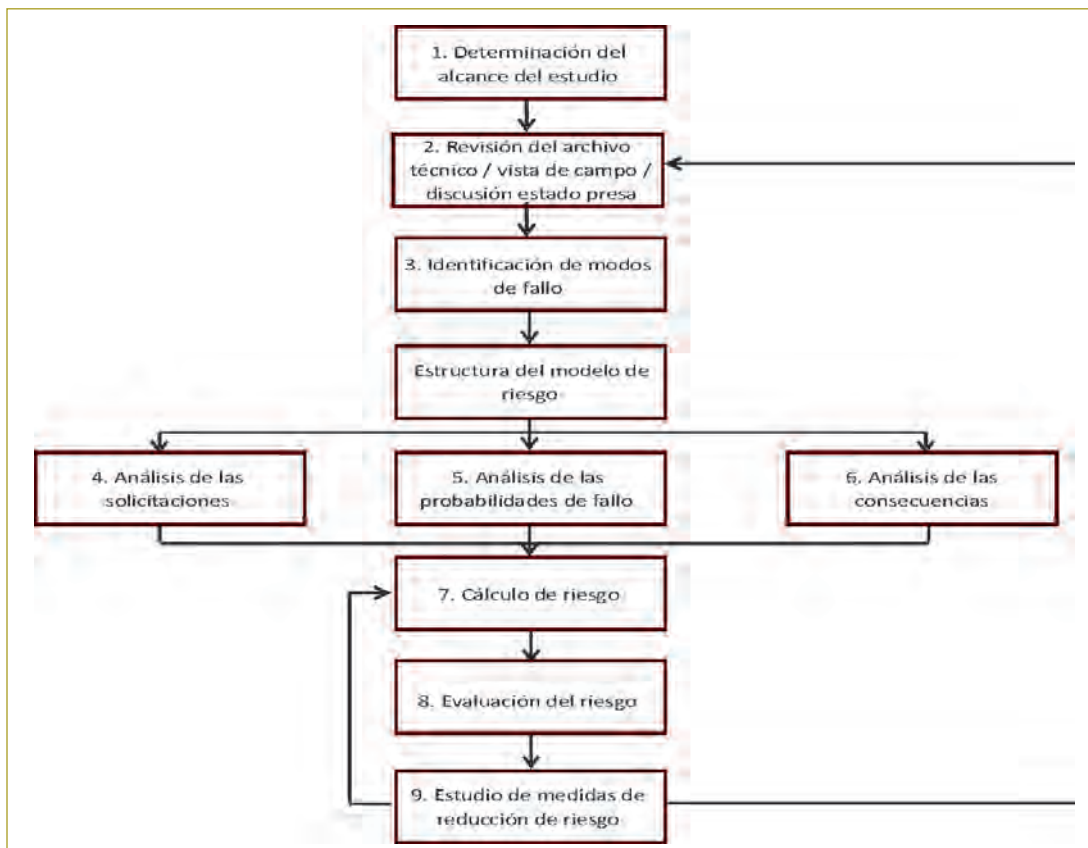 1. Determinación del
alcance del estudio
2. Revisión del archivo
técnico / vista de campo /
discusión estado presa
3. Identificación de modos
de fallo
Estructura del modelo de
riesgo
4. Análisis de las
solicitaciones
5. Análisis de las
probabilidades de fallo
6. Análisis de las
consecuencias
7. Cálculo de riesgo
8. Evaluación del riesgo
9. Estudio de medidas de
reducción de riesgo